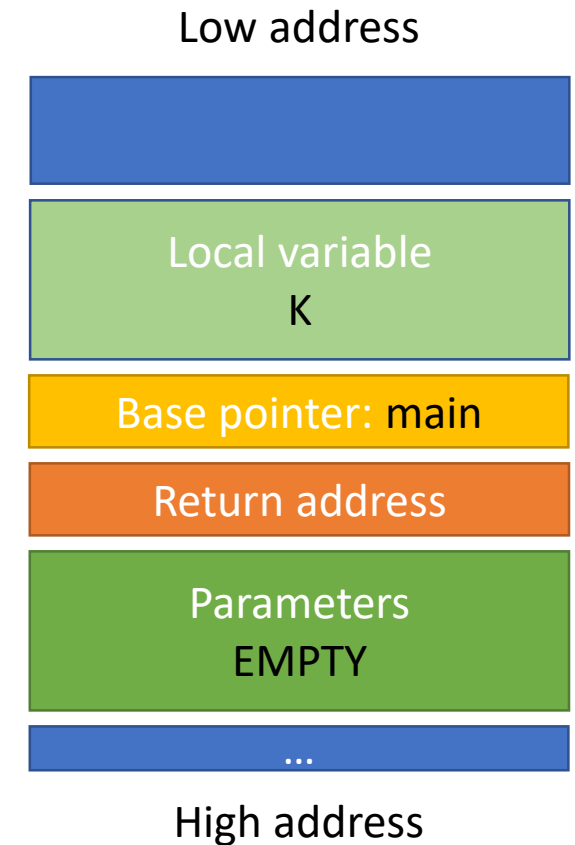 Low address
Local variable
K
Base pointer: main
Return address
Parameters
EMPTY
...
High address